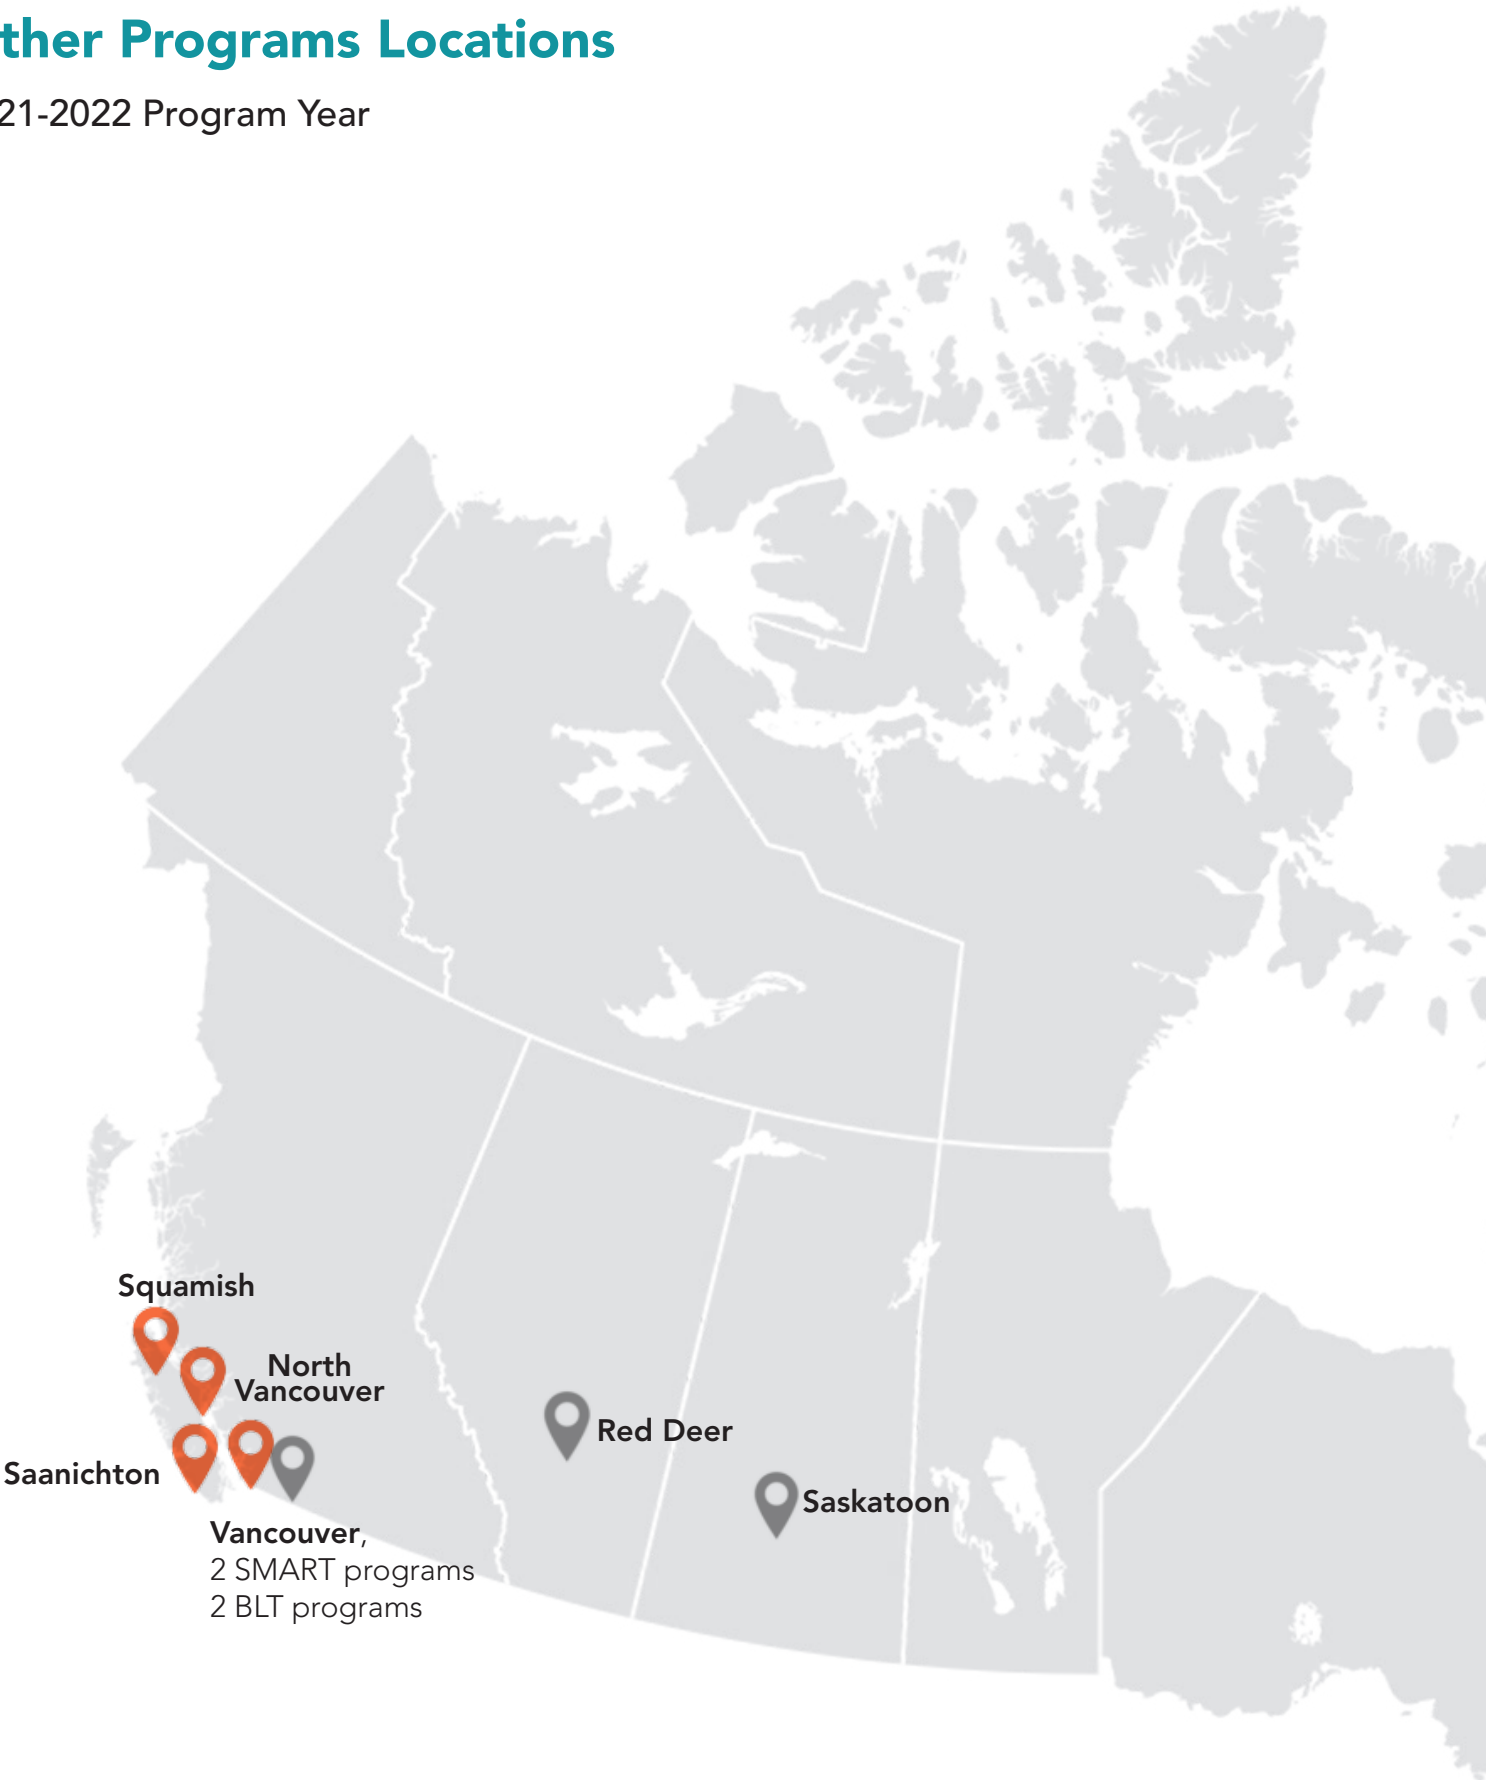 ther Programs Locations
21-2022 Program Year
Squamish
North
Vancouver
Saanichton
Red Deer
Saskatoon
Vancouver,
2 SMART programs
2 BLT programs